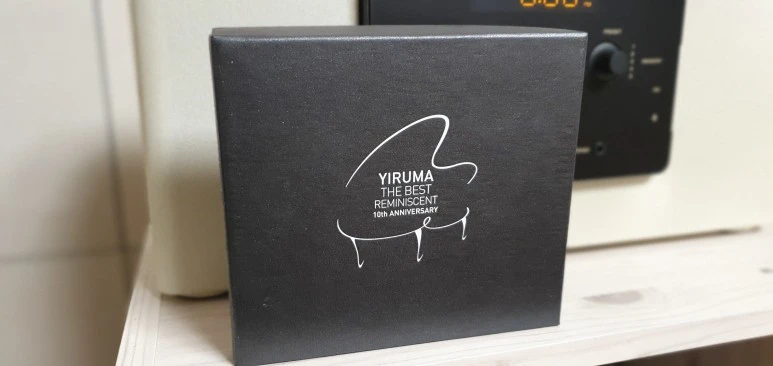 YIRUMA
THE BEST
REMINISCENT
10th ANNIVERSARY